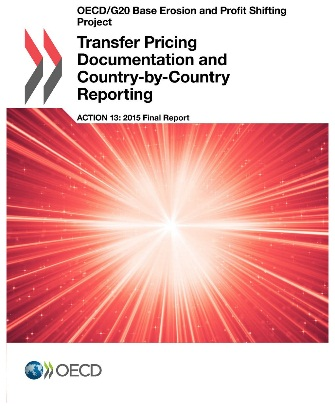 OECD/G20 Base Erosion and Profit Shifting
Project
Transfer Pricing
Documentation and
Country-by-Country
Reporting
ACTION 13: 2015 Final Report
OECD